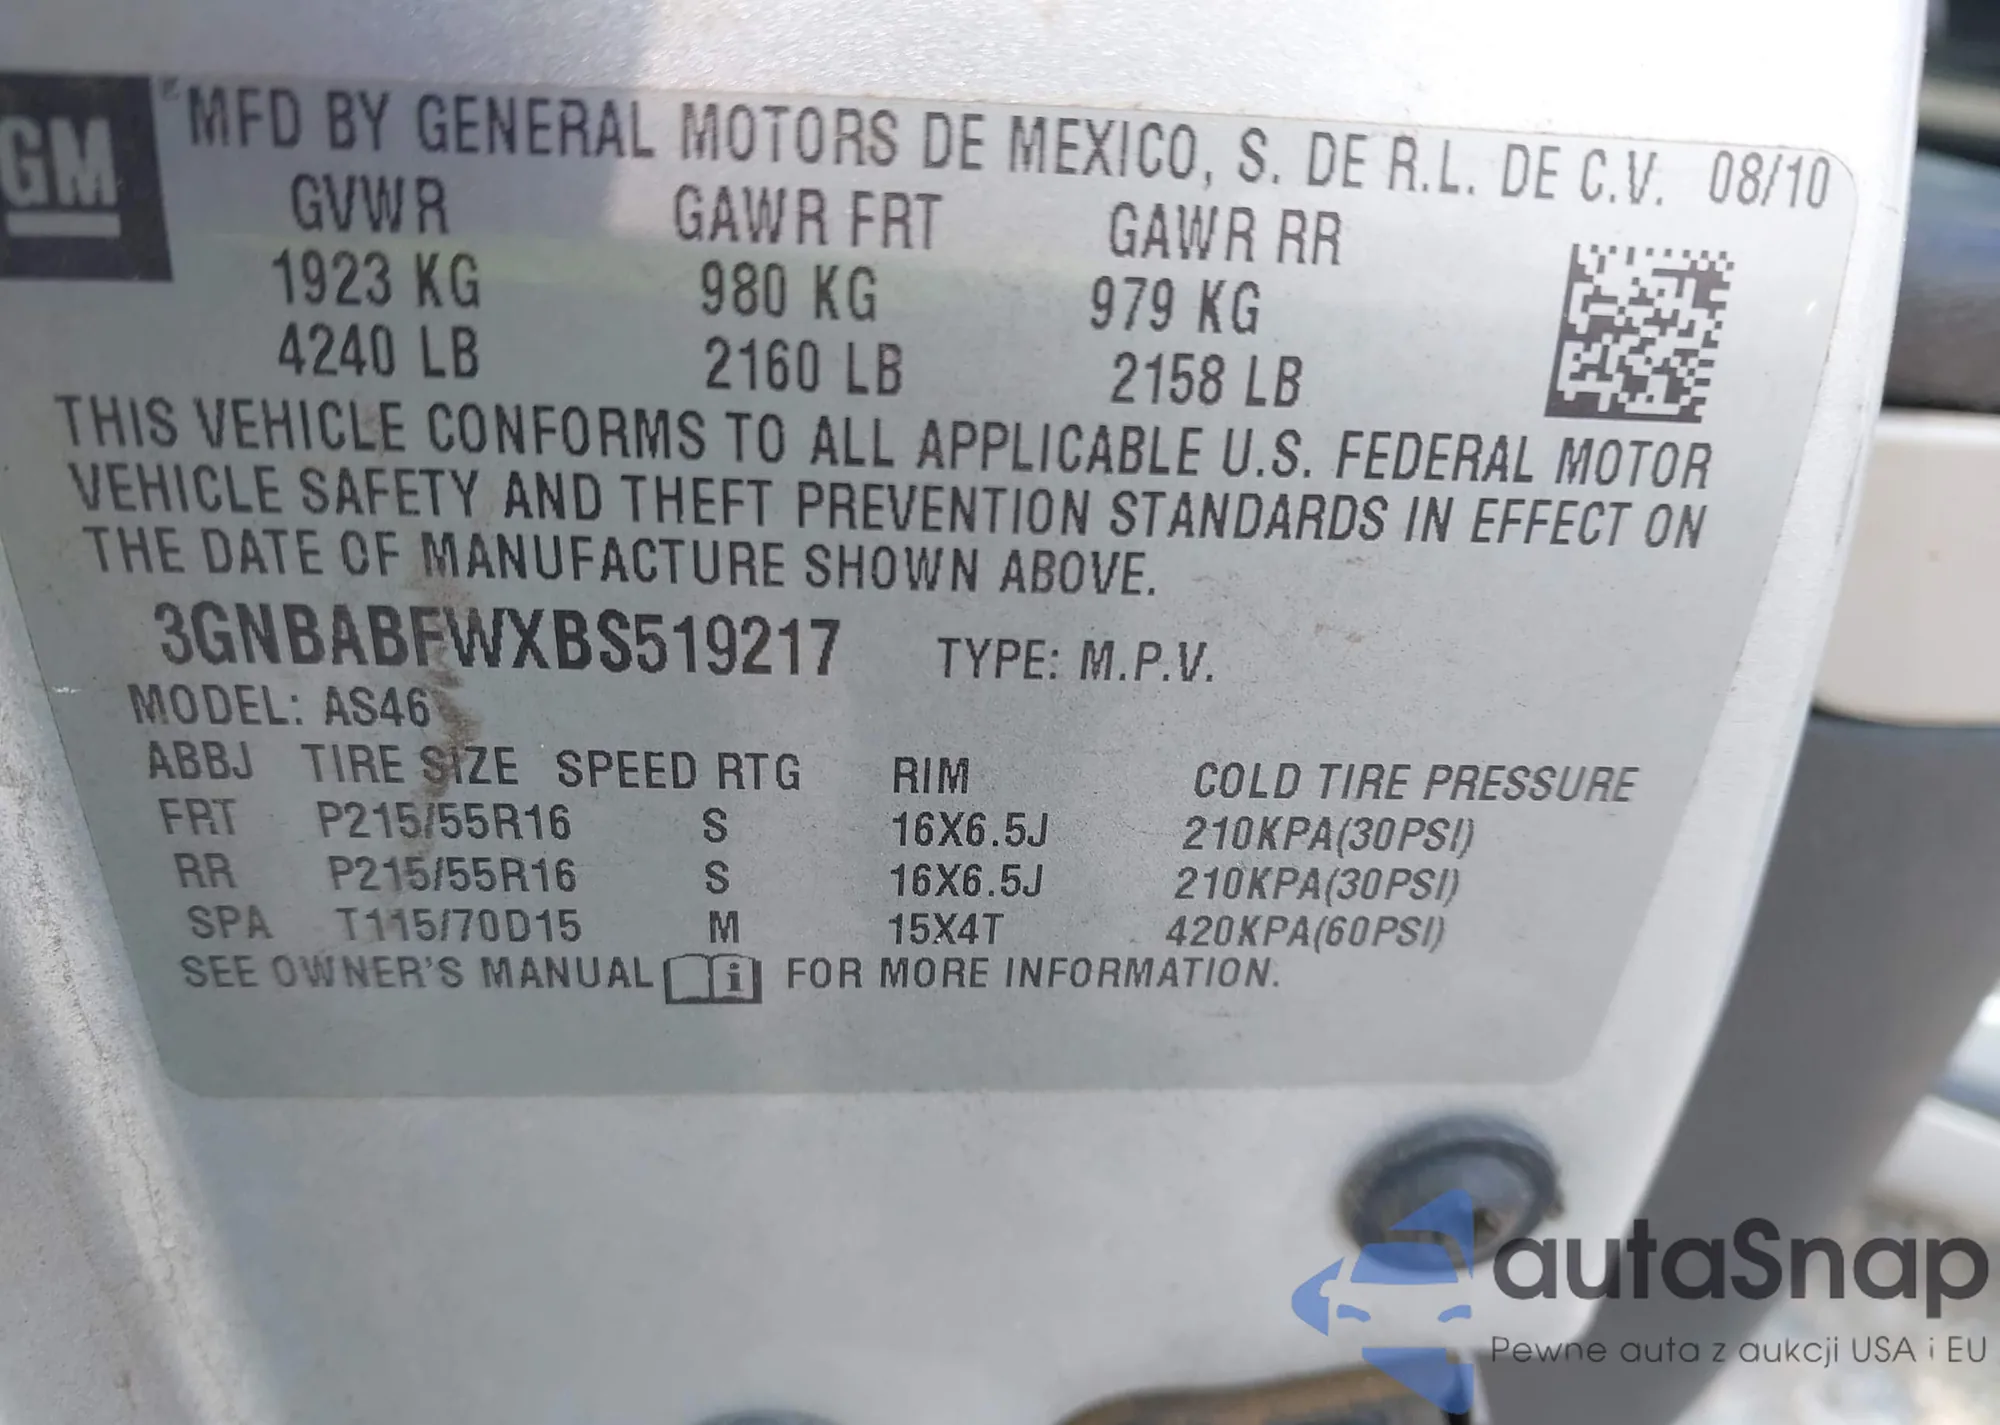 GM
MFD BY GENERAL MOTORS DE MEXICO, S. DE R.L. DE C.V. 08/10
GVWR GAWR FRT GAWR RR
1923 KG 980 KG 979 KG
4240 LB 2160 LB 2158 LB
THIS VEHICLE CONFORMS TO ALL APPLICABLE U.S. FEDERAL MOTOR
VEHICLE SAFETY AND THEFT PREVENTION STANDARDS IN EFFECT ON
THE DATE OF MANUFACTURE SHOWN ABOVE.
3GNBABFWXBS519217 TYPE: M.P.V.
MODEL: AS46
ABBJ TIRE SIZE SPEED RTG RIM COLD TIRE PRESSURE
FRT P215/55R16 S 16X6.5J 210KPA(30PSI)
RR P215/55R16 S 16X6.5J 210KPA(30PSI)
SPA T115/70D15 M 15X4T 420KPA(60PSI)
SEE OWNER'S MANUAL i FOR MORE INFORMATION.
autaSnap
Pewne auta z aukcji USA i EU